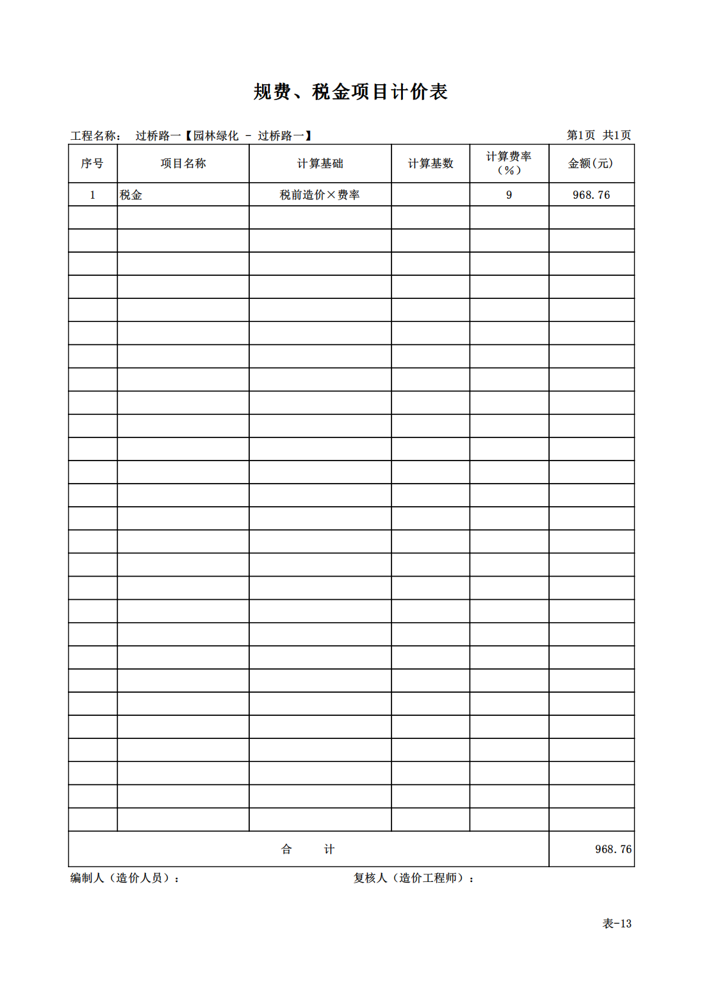 规费、税金项目计价表
工程名称： 过桥路一【园林绿化 - 过桥路一】 第1页 共1页
序号 项目名称 计算基础 计算基数 计算费率（%） 金额(元)
1 税金 税前造价×费率 9 968.76
合 计 968.76
编制人（造价人员）： 复核人（造价工程师）：
表-13